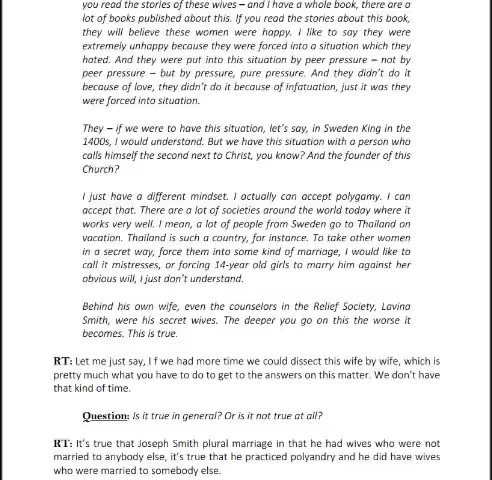 you read the stories of these wives – and I have a whole book, there are a
lot of books published about this. If you read the stories about this book,
they will believe these women were happy. I like to say they were
extremely unhappy because they were forced into a situation which they
hated. And they were put into this situation by peer pressure – not by
peer pressure – but by pressure, pure pressure. And they didn't do it
because of love, they didn't do it because of infatuation, just it was they
were forced into situation.
They – if we were to have this situation, let's say, in Sweden King in the
1400s, I would understand. But we have this situation with a person who
calls himself the second next to Christ, you know? And the founder of this
Church?
I just have a different mindset. I actually can accept polygamy. I can
accept that. There are a lot of societies around the world today where it
works very well. I mean, a lot of people from Sweden go to Thailand on
vacation. Thailand is such a country, for instance. To take other women
in a secret way, force them into some kind of marriage, I would like to
call it mistresses, or forcing 14-year old girls to marry him against her
obvious will, I just don't understand.
Behind his own wife, even the counselors in the Relief Society, Lavina
Smith, were his secret wives. The deeper you go on this the worse it
becomes. This is true.
RT: Let me just say, I f we had more time we could dissect this wife by wife, which is
pretty much what you have to do to get to the answers on this matter. We don't have
that kind of time.
Question: Is it true in general? Or is it not true at all?
RT: It's true that Joseph Smith plural marriage in that he had wives who were not
married to anybody else, it's true that he practiced polyandry and he did have wives
who were married to somebody else.